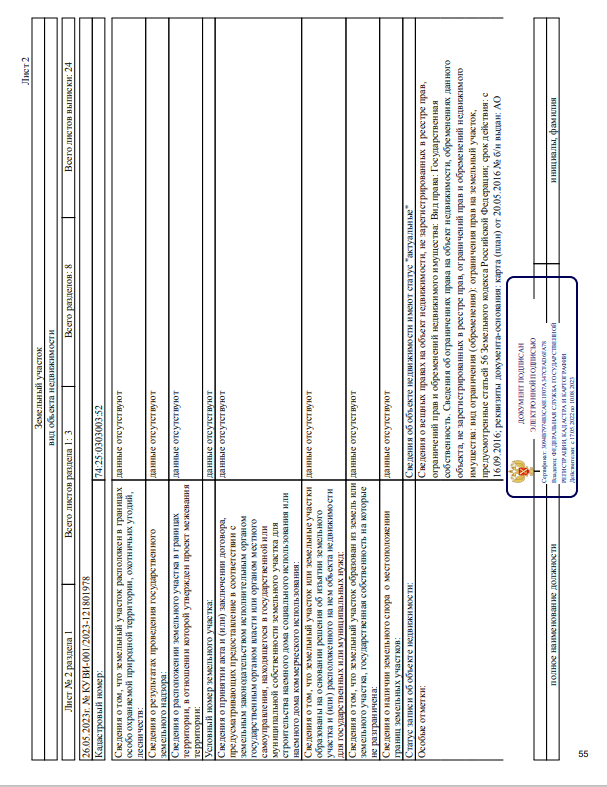 Лист 2
Земельный участок
вид объекта недвижимости
Лист № 2 раздела 1
Всего листов раздела 1: 3
Всего разделов: 8
Всего листов выписки: 24
26.05.2023г. № КУВИ-001/2023-121801978
Кадастровый номер:
74:25:0303003:52
Сведения о том, что земельный участок расположен в границах
особо охраняемой природной территории, охотничьих угодий,
лесничеств:
данные отсутствуют
Сведения о результатах проведения государственного
земельного надзора:
данные отсутствуют
Сведения о расположении земельного участка в границах
территории, в отношении которой утвержден проект межевания
территории:
данные отсутствуют
Условный номер земельного участка:
данные отсутствуют
Сведения о принятии акта и (или) заключении договора,
предусматривающих предоставление в соответствии с
земельным законодательством исполнительным органом
государственной власти или органом местного
самоуправления, находящегося в государственной или
муниципальной собственности земельного участка для
строительства наемного дома социального использования или
наемного дома коммерческого использования:
данные отсутствуют
Сведения о том, что земельный участок или земельные участки
образованы на основании решения об изъятии земельного
участка и (или) расположенного на нем объекта недвижимости
для государственных или муниципальных нужд:
данные отсутствуют
Сведения о том, что земельный участок образован из земель или
земельного участка, государственная собственность на которые
не разграничена:
данные отсутствуют
Сведения о наличии земельного спора о местоположении
границ земельных участков:
данные отсутствуют
Статус записи об объекте недвижимости:
Сведения об объекте недвижимости имеют статус "актуальные"
Особые отметки:
Сведения о вещных правах на объект недвижимости, не зарегистрированных в реестре прав,
ограничений прав и обременений недвижимого имущества: Вид права: Государственная
собственность. Сведения об ограничениях права на объект недвижимости, обременениях данного
объекта, не зарегистрированных в реестре прав, ограничений прав и обременений недвижимого
имущества: вид ограничения (обременения): ограничения прав на земельный участок,
предусмотренные статьей 56 Земельного кодекса Российской Федерации; срок действия: с
16.09.2016; реквизиты документа-основания: карта (план) от 20.05.2016 № б/н выдан: АО
ДОКУМЕНТ ПОДПИСАН
ЭЛЕКТРОННОЙ ПОДПИСЬЮ
Сертификат:
Владелец: ФЕДЕРАЛЬНАЯ СЛУЖБА ГОСУДАРСТВЕННОЙ
РЕГИСТРАЦИИ, КАДАСТРА И КАРТОГРАФИИ
Действителен: с 17.05.2022 по 10.08.2023
полное наименование должности
инициалы, фамилия
55